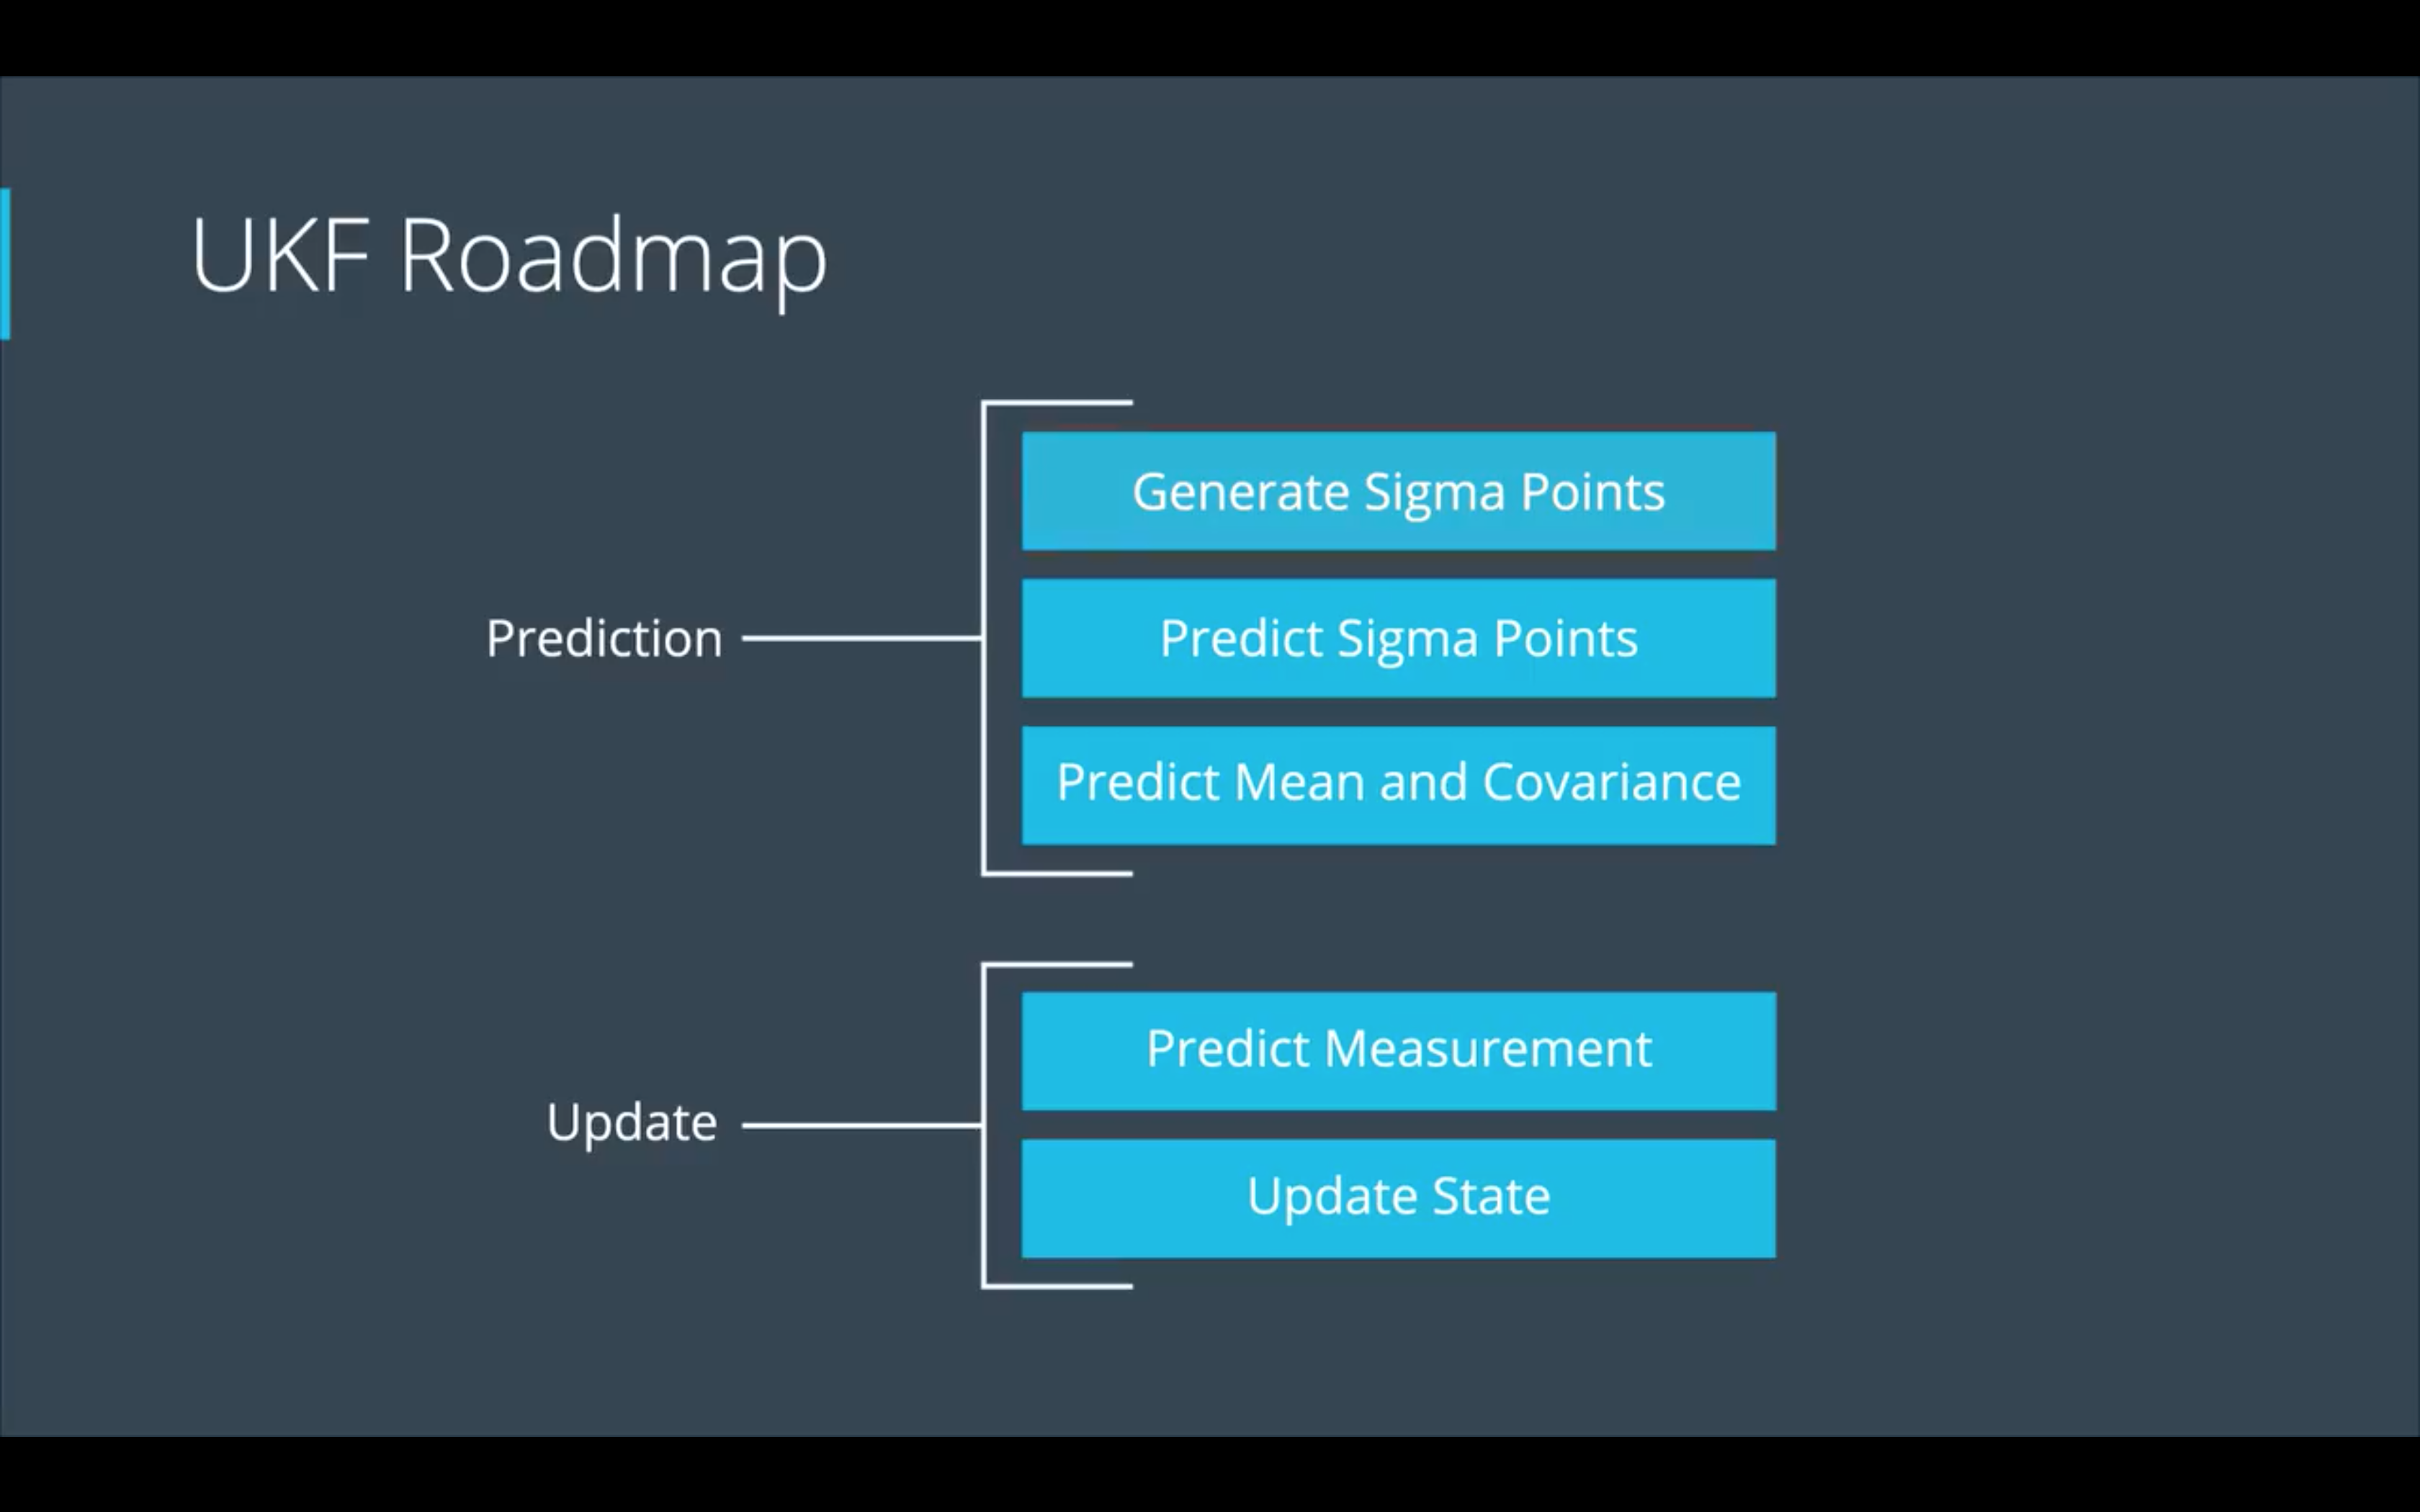 UKF Roadmap
Prediction
Generate Sigma Points
Predict Sigma Points
Predict Mean and Covariance
Update
Predict Measurement
Update State